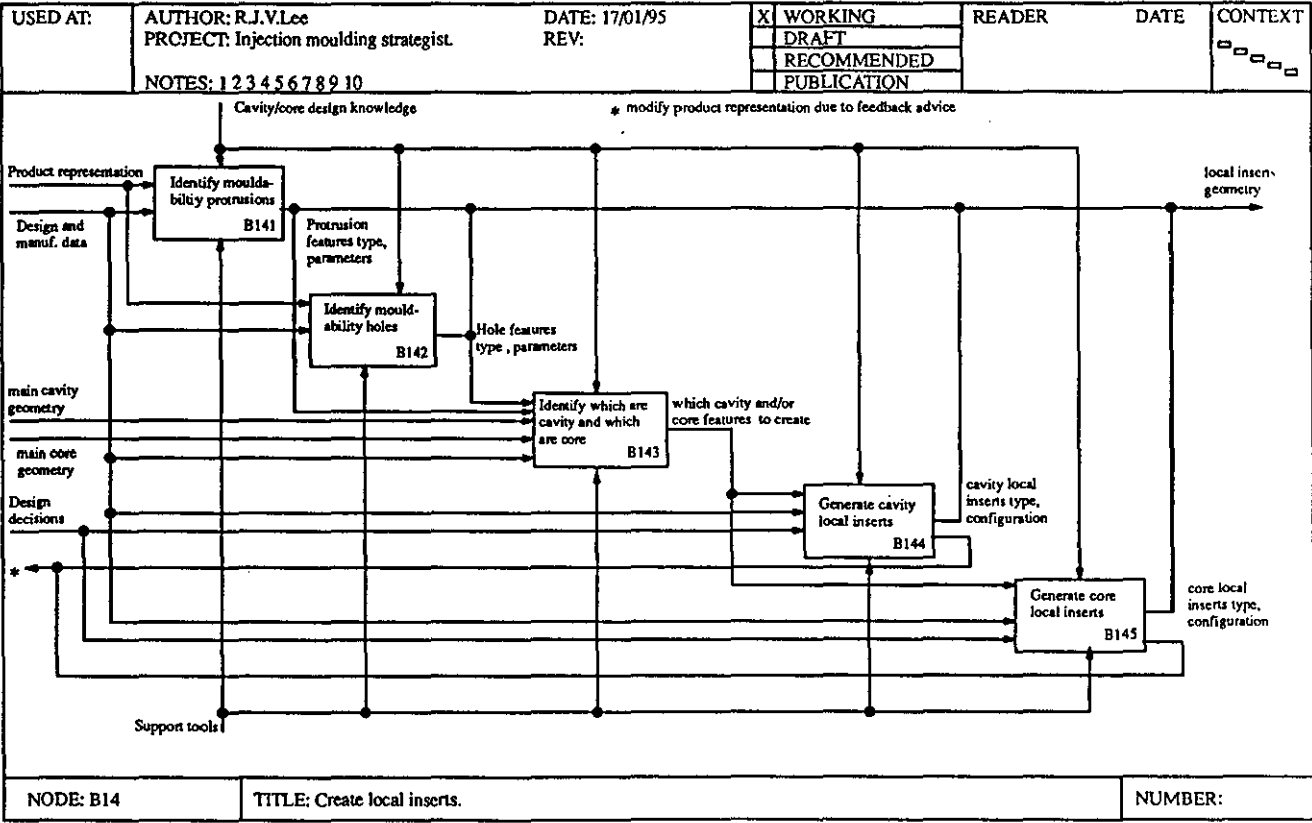 USED AT:
AUTHOR: R.J.V.Lee
DATE: 17/01/95
X WORKING
READER
DATE
CONTEXT
PROJECT: Injection moulding strategist.
REV:
DRAFT
RECOMMENDED
NOTES: 1 2 3 4 5 6 7 8 9 10
PUBLICATION
Cavity/core design knowledge
* modify product representation due to feedback advice
Product representation
Identify moulda-
biltiy protrusions
B141
local insert
geometry
Design and
manuf. data
Protrusion
features type,
parameters
Identify mould-
ability holes
B142
Hole features
type , parameters
main cavity
geometry
Identify which are
cavity and which
are core
B143
which cavity and/or
core features to create
main core
geometry
Design
decisions
Generate cavity
local inserts
B144
cavity local
inserts type,
configuration
*
Generate core
local inserts
B145
core local
inserts type,
configuration
Support tools
NODE: B14
TITLE: Create local inserts.
NUMBER: